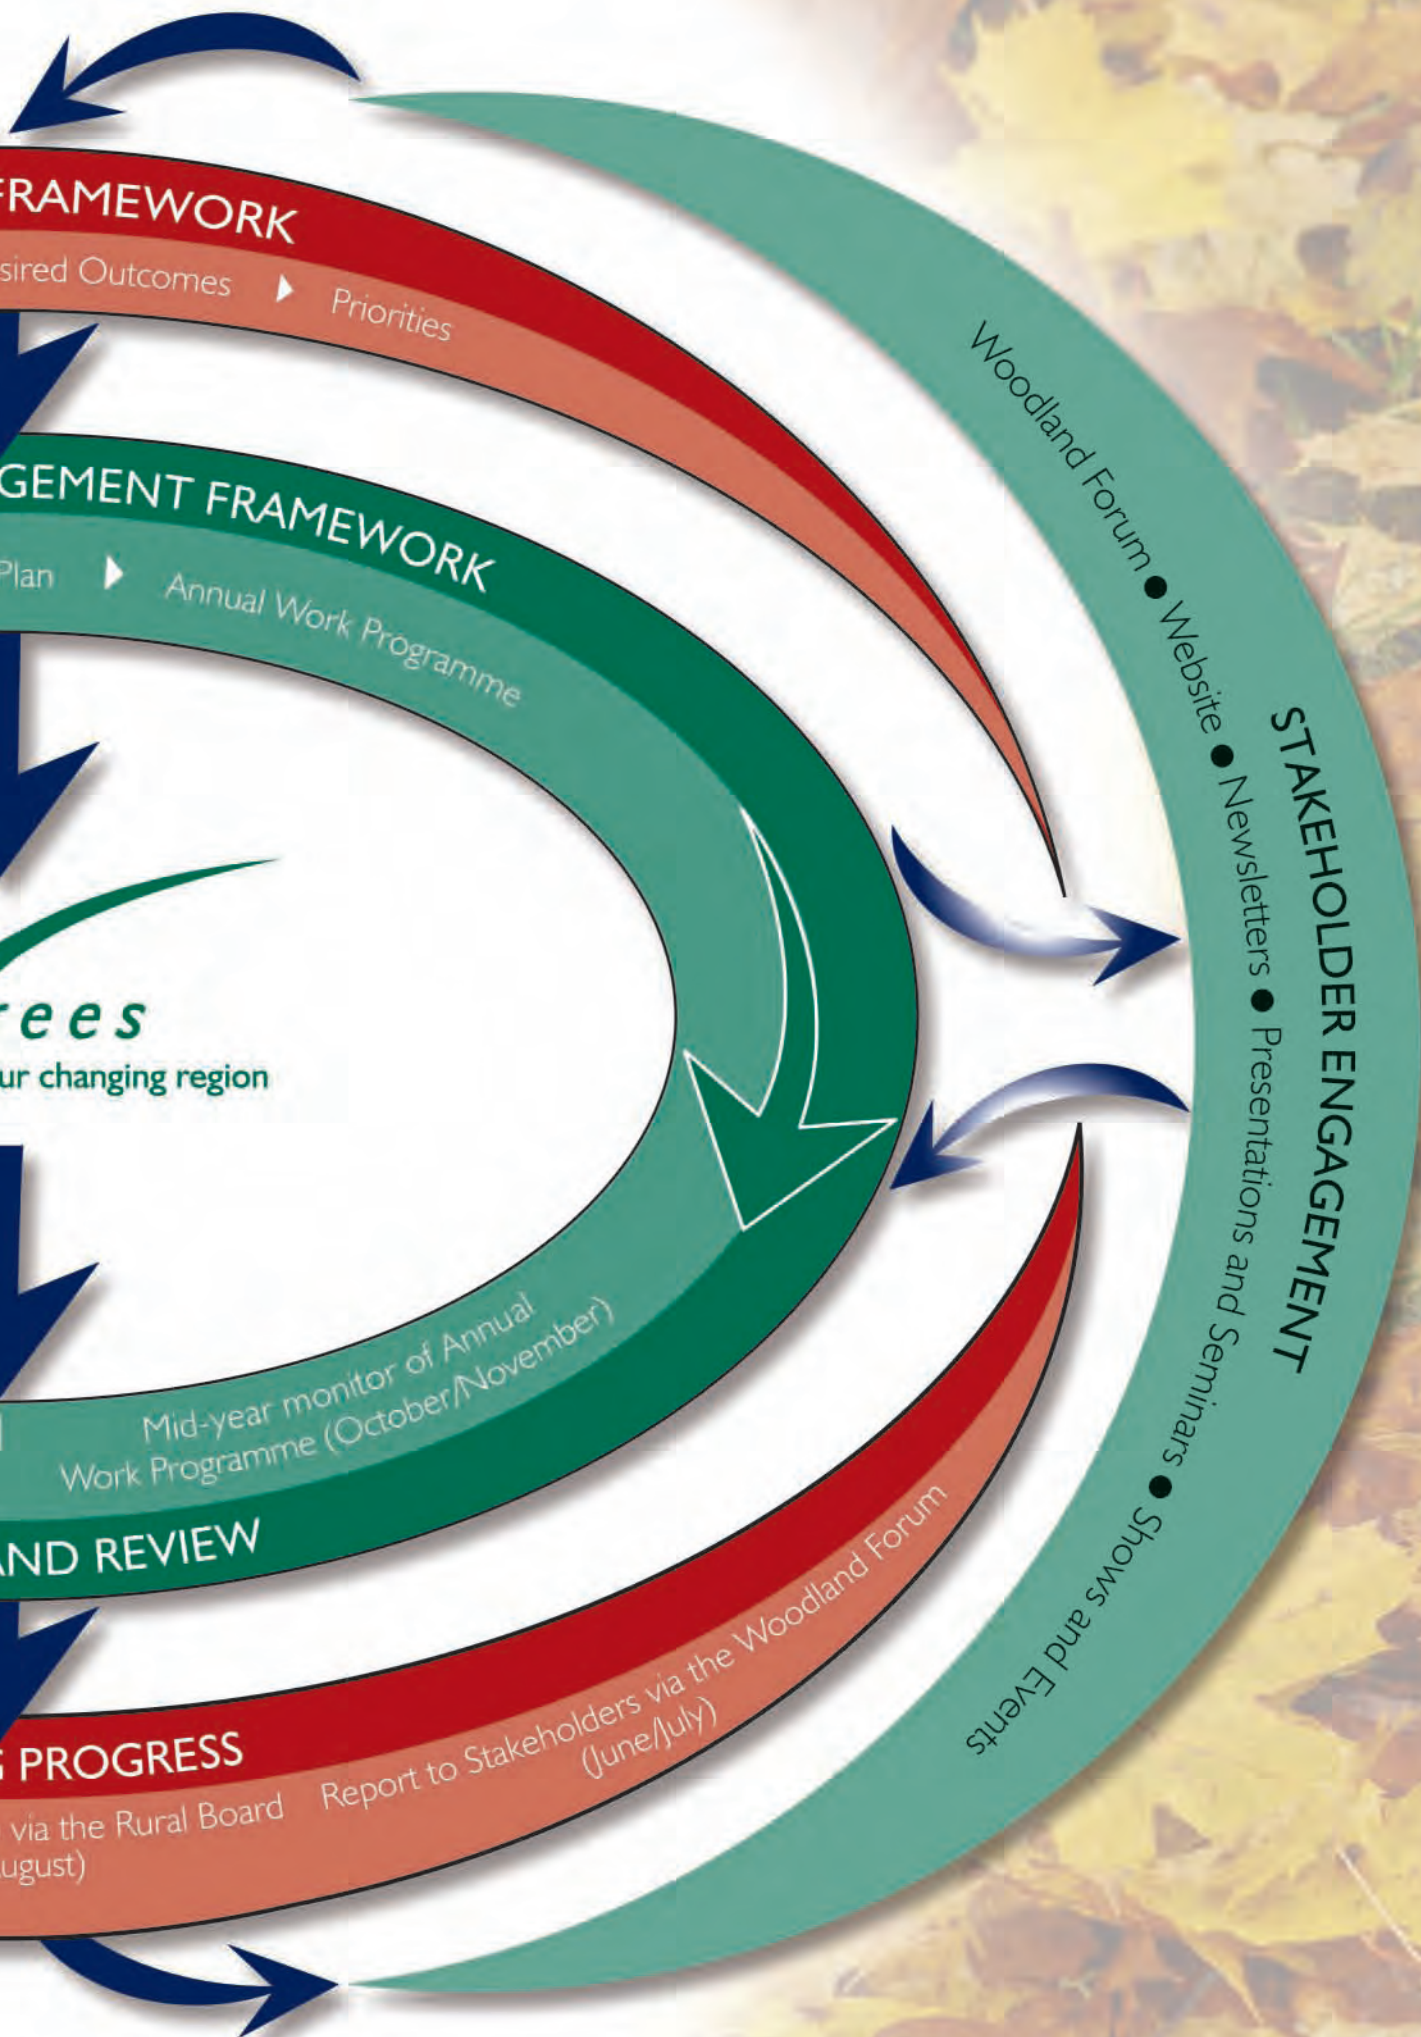 FRAMEWORK
sired Outcomes
Priorities
GEMENT FRAMEWORK
Plan
Annual Work Programme
rees
ur changing region
Mid-year monitor of Annual
Work Programme (October/November)
AND REVIEW
G PROGRESS
via the Rural Board
ugust)
Report to Stakeholders via the Woodland Forum
(June/July)
Woodland Forum ● Website ● Newsletters ● Presentations and Seminars ● Shows and Events
STAKEHOLDER ENGAGEMENT